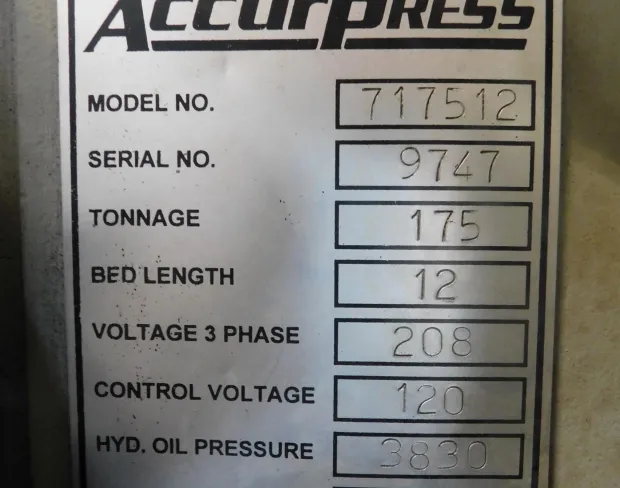 ACCURPRESS
MODEL NO. 717512
SERIAL NO. 9747
TONNAGE 175
BED LENGTH 12
VOLTAGE 3 PHASE 208
CONTROL VOLTAGE 120
HYD. OIL PRESSURE 3830